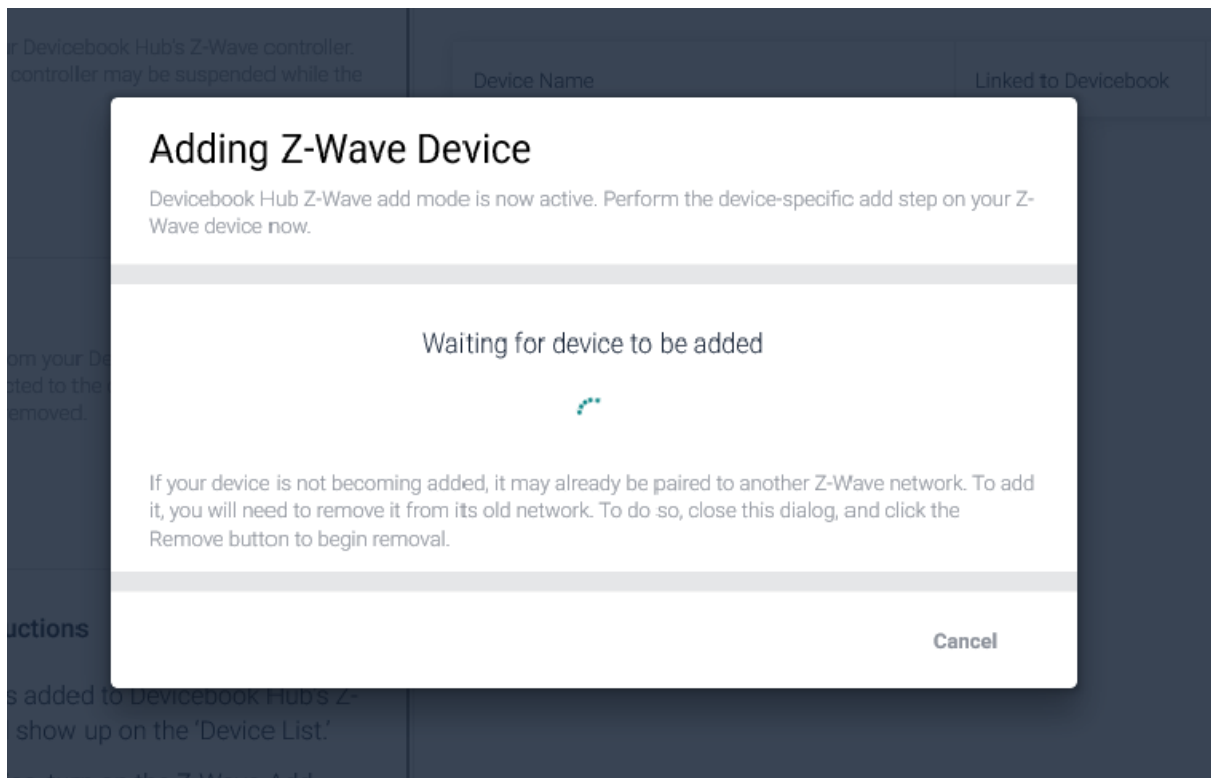 r Devicebook Hub's Z-Wave controller.
controller may be suspended while the
Device Name
Linked to Devicebook
Adding Z-Wave Device
Devicebook Hub Z-Wave add mode is now active. Perform the device-specific add step on your Z-
Wave device now.
Waiting for device to be added
om your De
cted to the
emoved.
If your device is not becoming added, it may already be paired to another Z-Wave network. To add
it, you will need to remove it from its old network. To do so, close this dialog, and click the
Remove button to begin removal.
uctions
Cancel
s added to Devicebook Hub's Z-
show up on the 'Device List.'